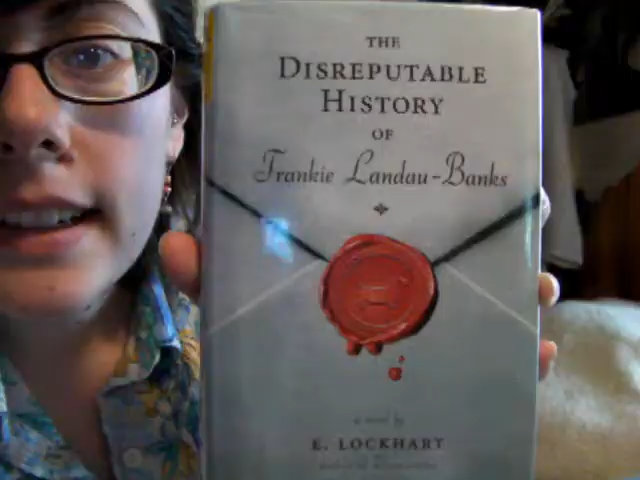 THE
DISREPUTABLE
HISTORY
OF
Frankie Landau-Banks
a novel by
E. LOCKHART